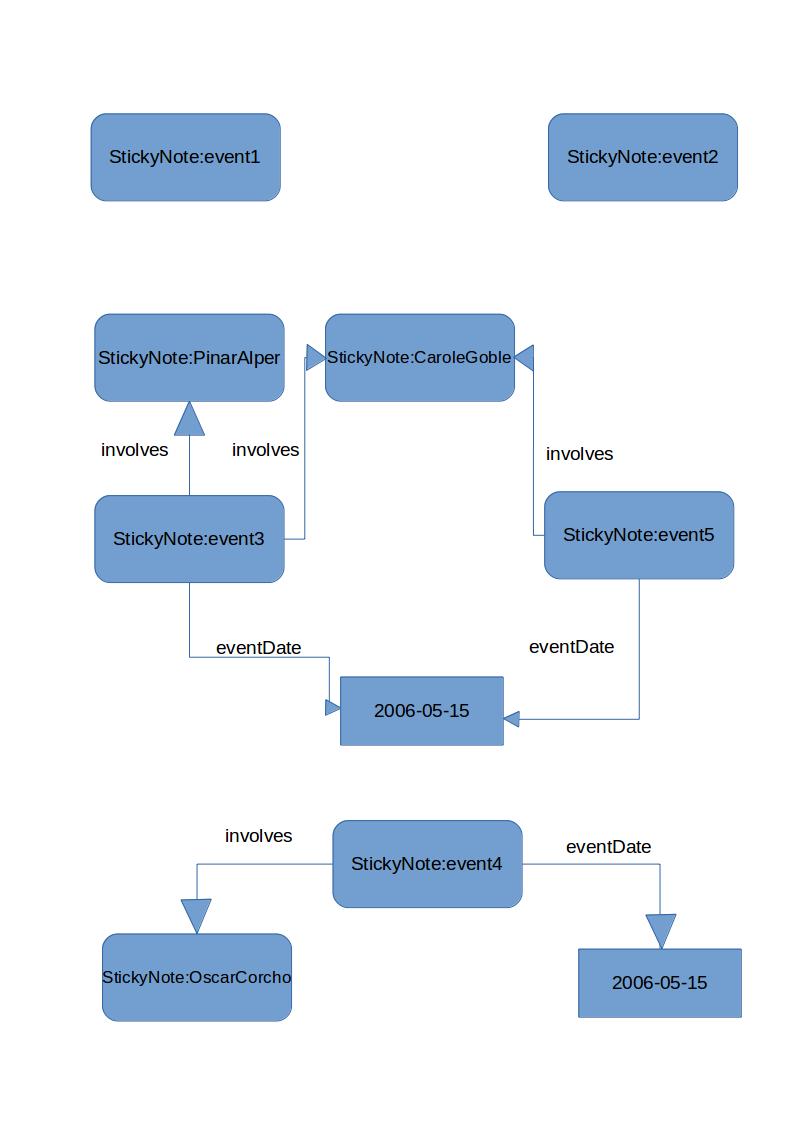 StickyNote:event1
StickyNote:event2
StickyNote:PinarAlper
StickyNote:CaroleGoble
involves
involves
involves
StickyNote:event3
StickyNote:event5
eventDate
eventDate
2006-05-15
involves
eventDate
StickyNote:event4
StickyNote:OscarCorcho
2006-05-15